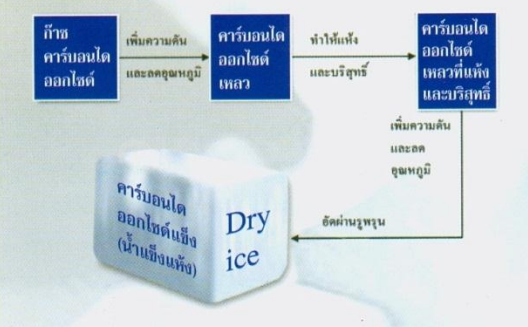 ก๊าซ
คาร์บอนได
ออกไซด์
เพิ่มความดัน
และลดอุณหภูมิ
คาร์บอนได
ออกไซด์
เหลว
ทำให้แห้ง
และบริสุทธิ์
คาร์บอนได
ออกไซด์
เหลวที่แห้ง
และบริสุทธิ์
เพิ่มความดัน
และลด
อุณหภูมิ
อัดผ่านรูพรุน
คาร์บอนได
ออกไซด์แข็ง
(น้ำแข็งแห้ง)
Dry
ice